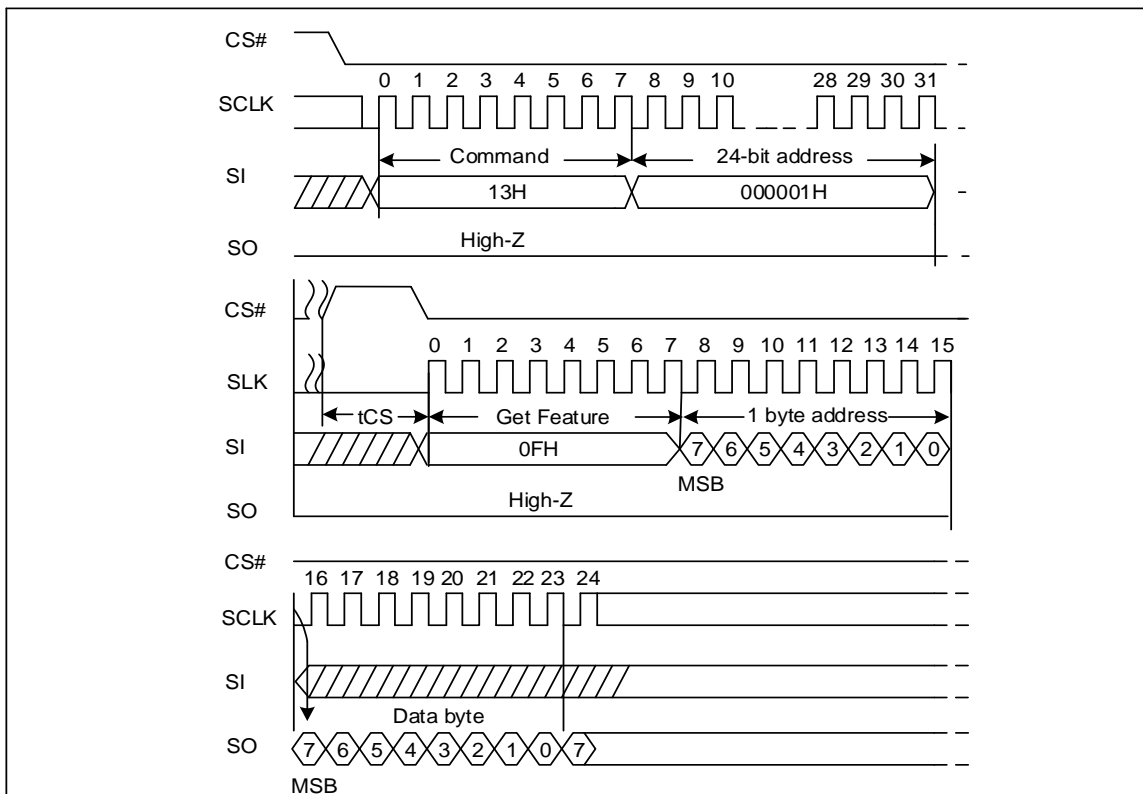 CS#
0 1 2 3 4 5 6 7 8 9 10 28 29 30 31
SCLK
Command 24-bit address
SI
13H 000001H
High-Z
SO
CS#
0 1 2 3 4 5 6 7 8 9 10 11 12 13 14 15
SLK
tCS Get Feature 1 byte address
SI
0FH 7 6 5 4 3 2 1 0
MSB
High-Z
SO
CS#
16 17 18 19 20 21 22 23 24
SCLK
SI
Data byte
SO 7 6 5 4 3 2 1 0 7
MSB